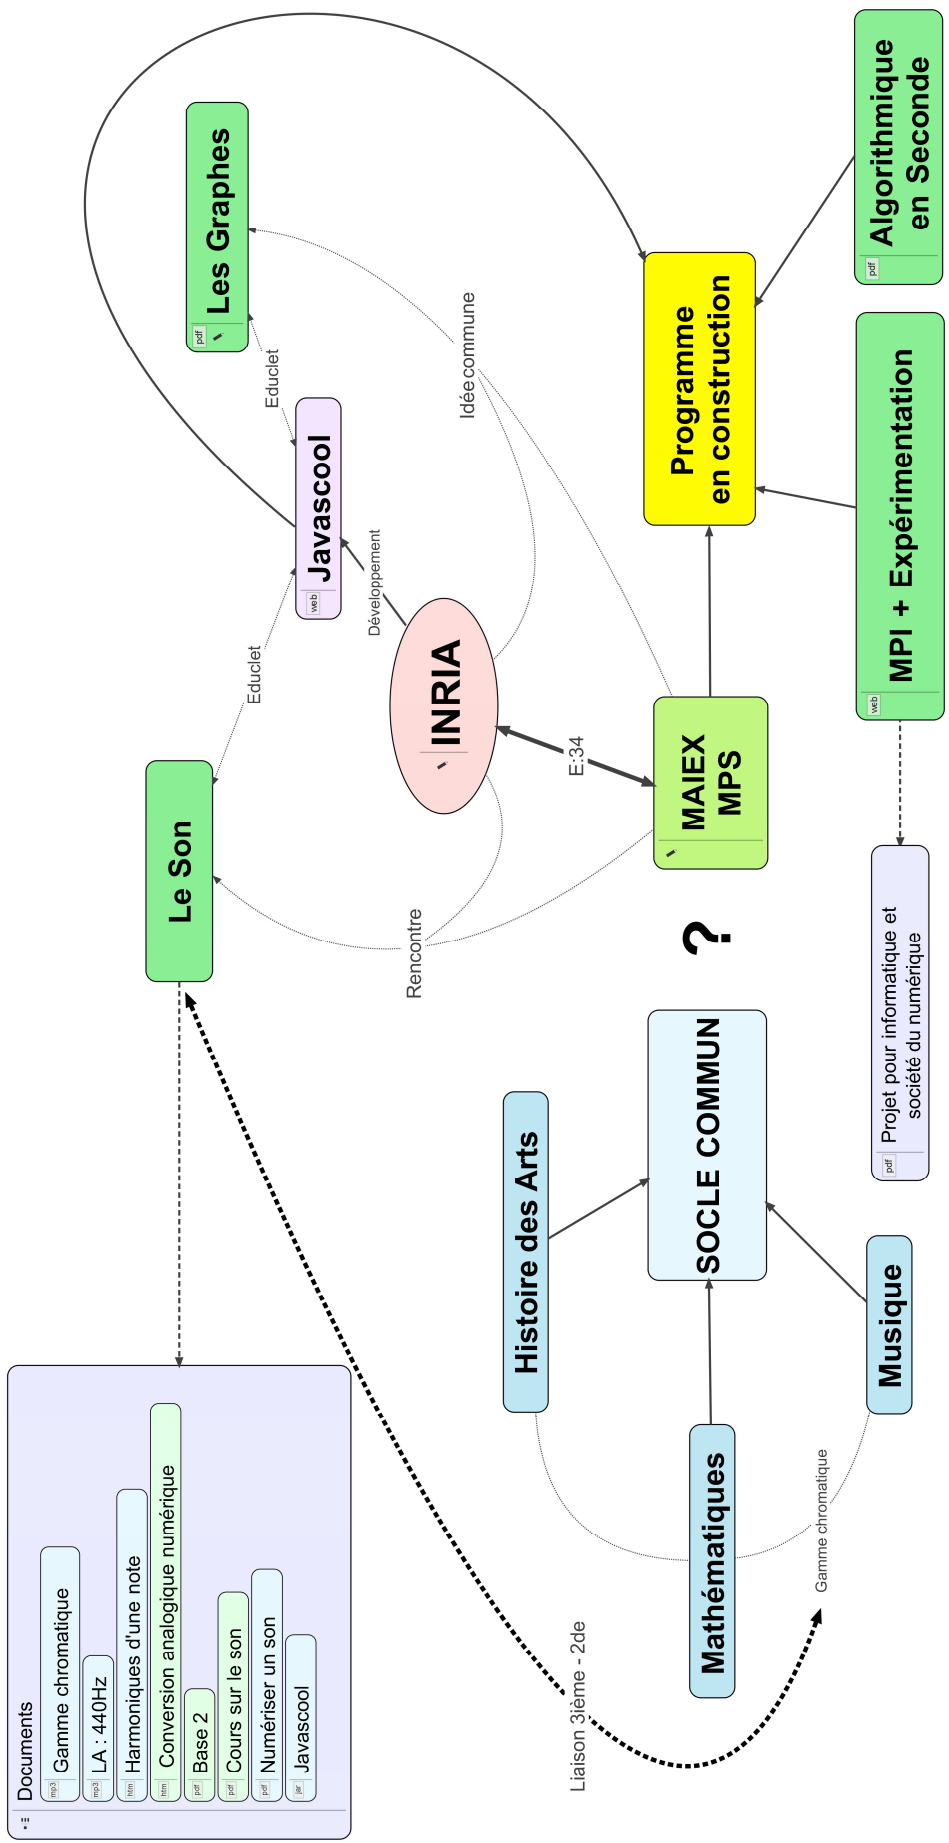 Documents
mp3 Gamme chromatique
mp3 LA : 440Hz
htm Harmoniques d'une note
htm Conversion analogique numérique
pdf Base 2
pdf Cours sur le son
pdf Numériser un son
jar Javascool
Le Son
Educlet
web Javascool
Educlet
pdf Les Graphes
Développement
INRIA
Rencontre
Idée commune
E:34
MAIEX
MPS
Programme
en construction
?
Histoire des Arts
SOCLE COMMUN
Mathématiques
Musique
Gamme chromatique
Liaison 3ième - 2de
pdf Projet pour informatique et
société du numérique
web MPI + Expérimentation
pdf Algorithmique
en Seconde